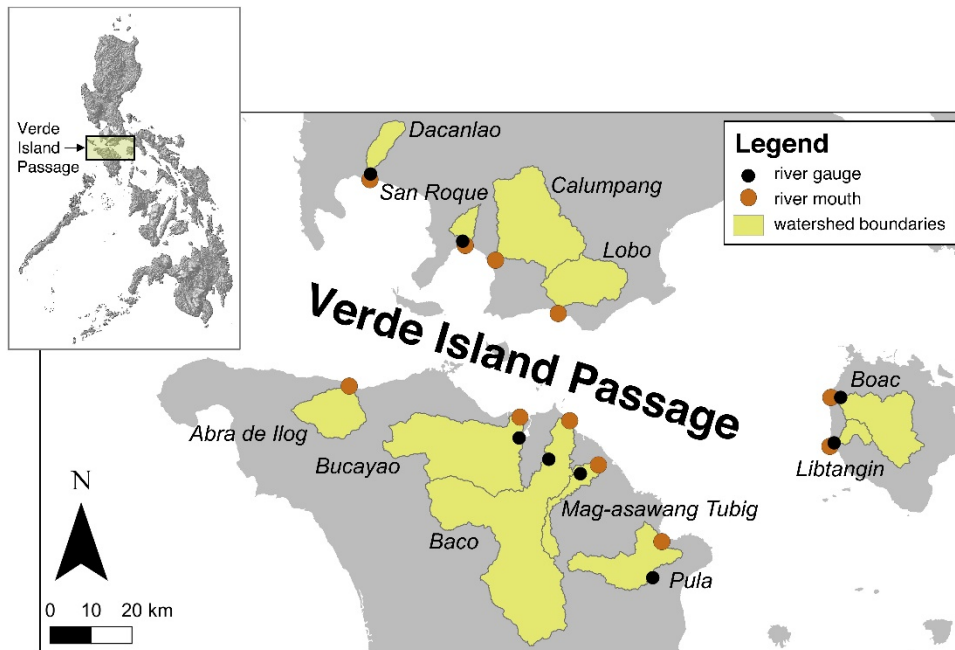 Verde
Island
Passage
Dacanlao
San Roque
Calumpang
Lobo
Legend
river gauge
river mouth
watershed boundaries
Verde Island Passage
Boac
Libtangin
Abra de Ilog
Bucayao
Mag-asawang Tubig
Baco
Pula
N
0 10 20 km